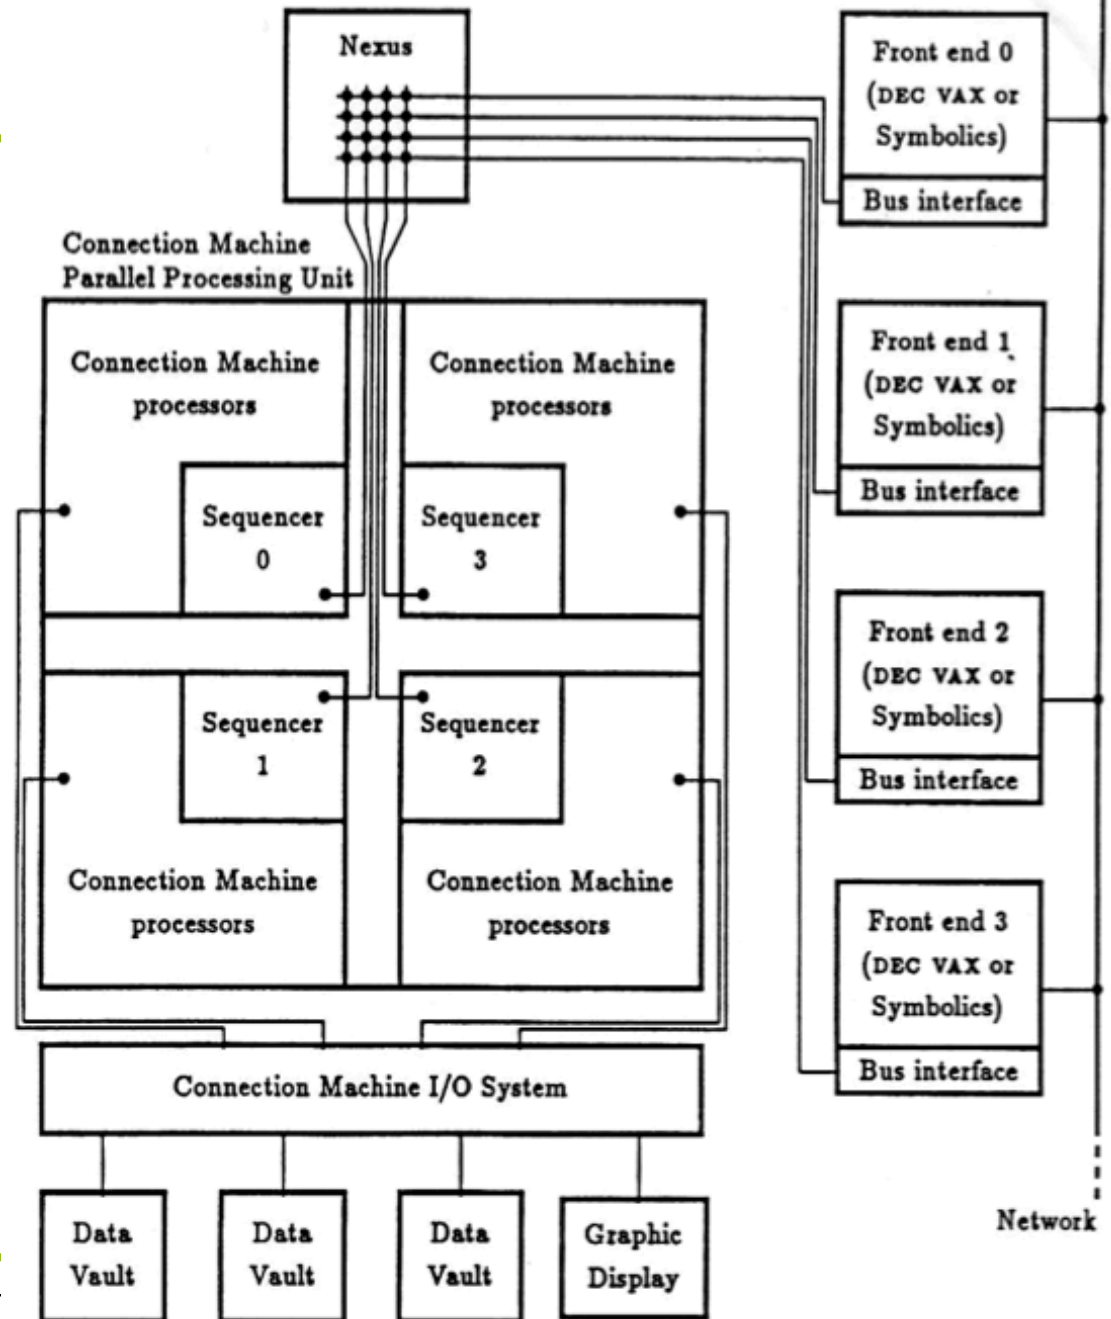 Nexus
Front end 0
(DEC VAX or
Symbolics)
Bus interface
Connection Machine
Parallel Processing Unit
Connection Machine
processors
Connection Machine
processors
Front end 1
(DEC VAX or
Symbolics)
Bus interface
Sequencer
0
Sequencer
3
Front end 2
(DEC VAX or
Symbolics)
Bus interface
Sequencer
1
Sequencer
2
Connection Machine
processors
Connection Machine
processors
Front end 3
(DEC VAX or
Symbolics)
Bus interface
Connection Machine I/O System
Data
Vault
Data
Vault
Data
Vault
Graphic
Display
Network